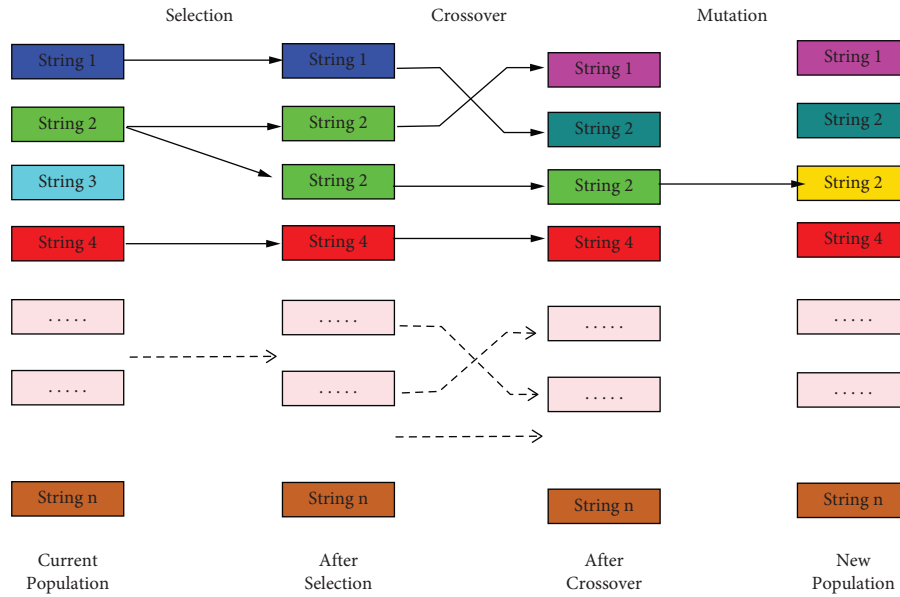 Selection Crossover Mutation
String 1 String 1 String 1 String 1
String 2 String 2 String 2 String 2
String 3 String 2 String 2 String 2
String 4 String 4 String 4 String 4
..... ..... ..... .....
..... ..... ..... .....
String n String n String n String n
Current After After New
Population Selection Crossover Population